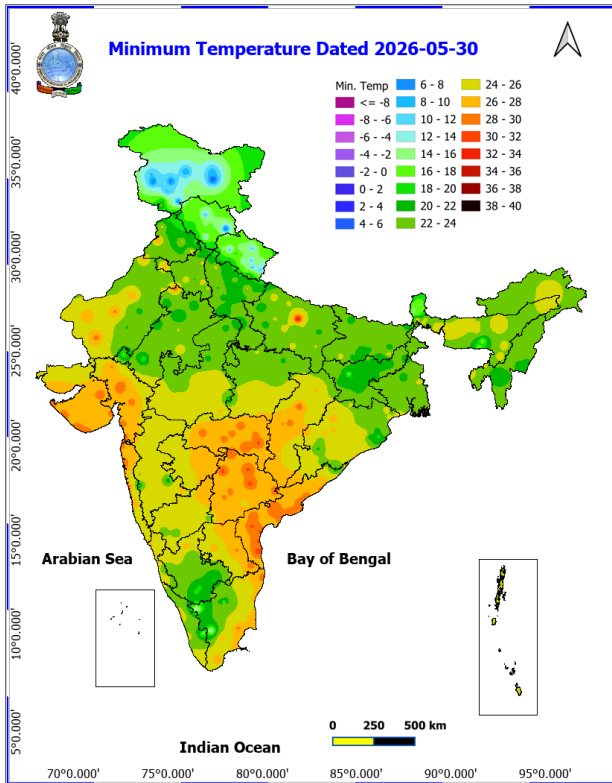 Minimum Temperature Dated 2026-05-30
Min. Temp
<= -8
-8 - -6
-6 - -4
-4 - -2
-2 - 0
0 - 2
2 - 4
4 - 6
6 - 8
8 - 10
10 - 12
12 - 14
14 - 16
16 - 18
18 - 20
20 - 22
22 - 24
24 - 26
26 - 28
28 - 30
30 - 32
32 - 34
34 - 36
36 - 38
38 - 40
40°0.000'
35°0.000'
30°0.000'
25°0.000'
20°0.000'
15°0.000'
10°0.000'
5°0.000'
Arabian Sea
Bay of Bengal
Indian Ocean
0 250 500 km
70°0.000' 75°0.000' 80°0.000' 85°0.000' 90°0.000' 95°0.000'